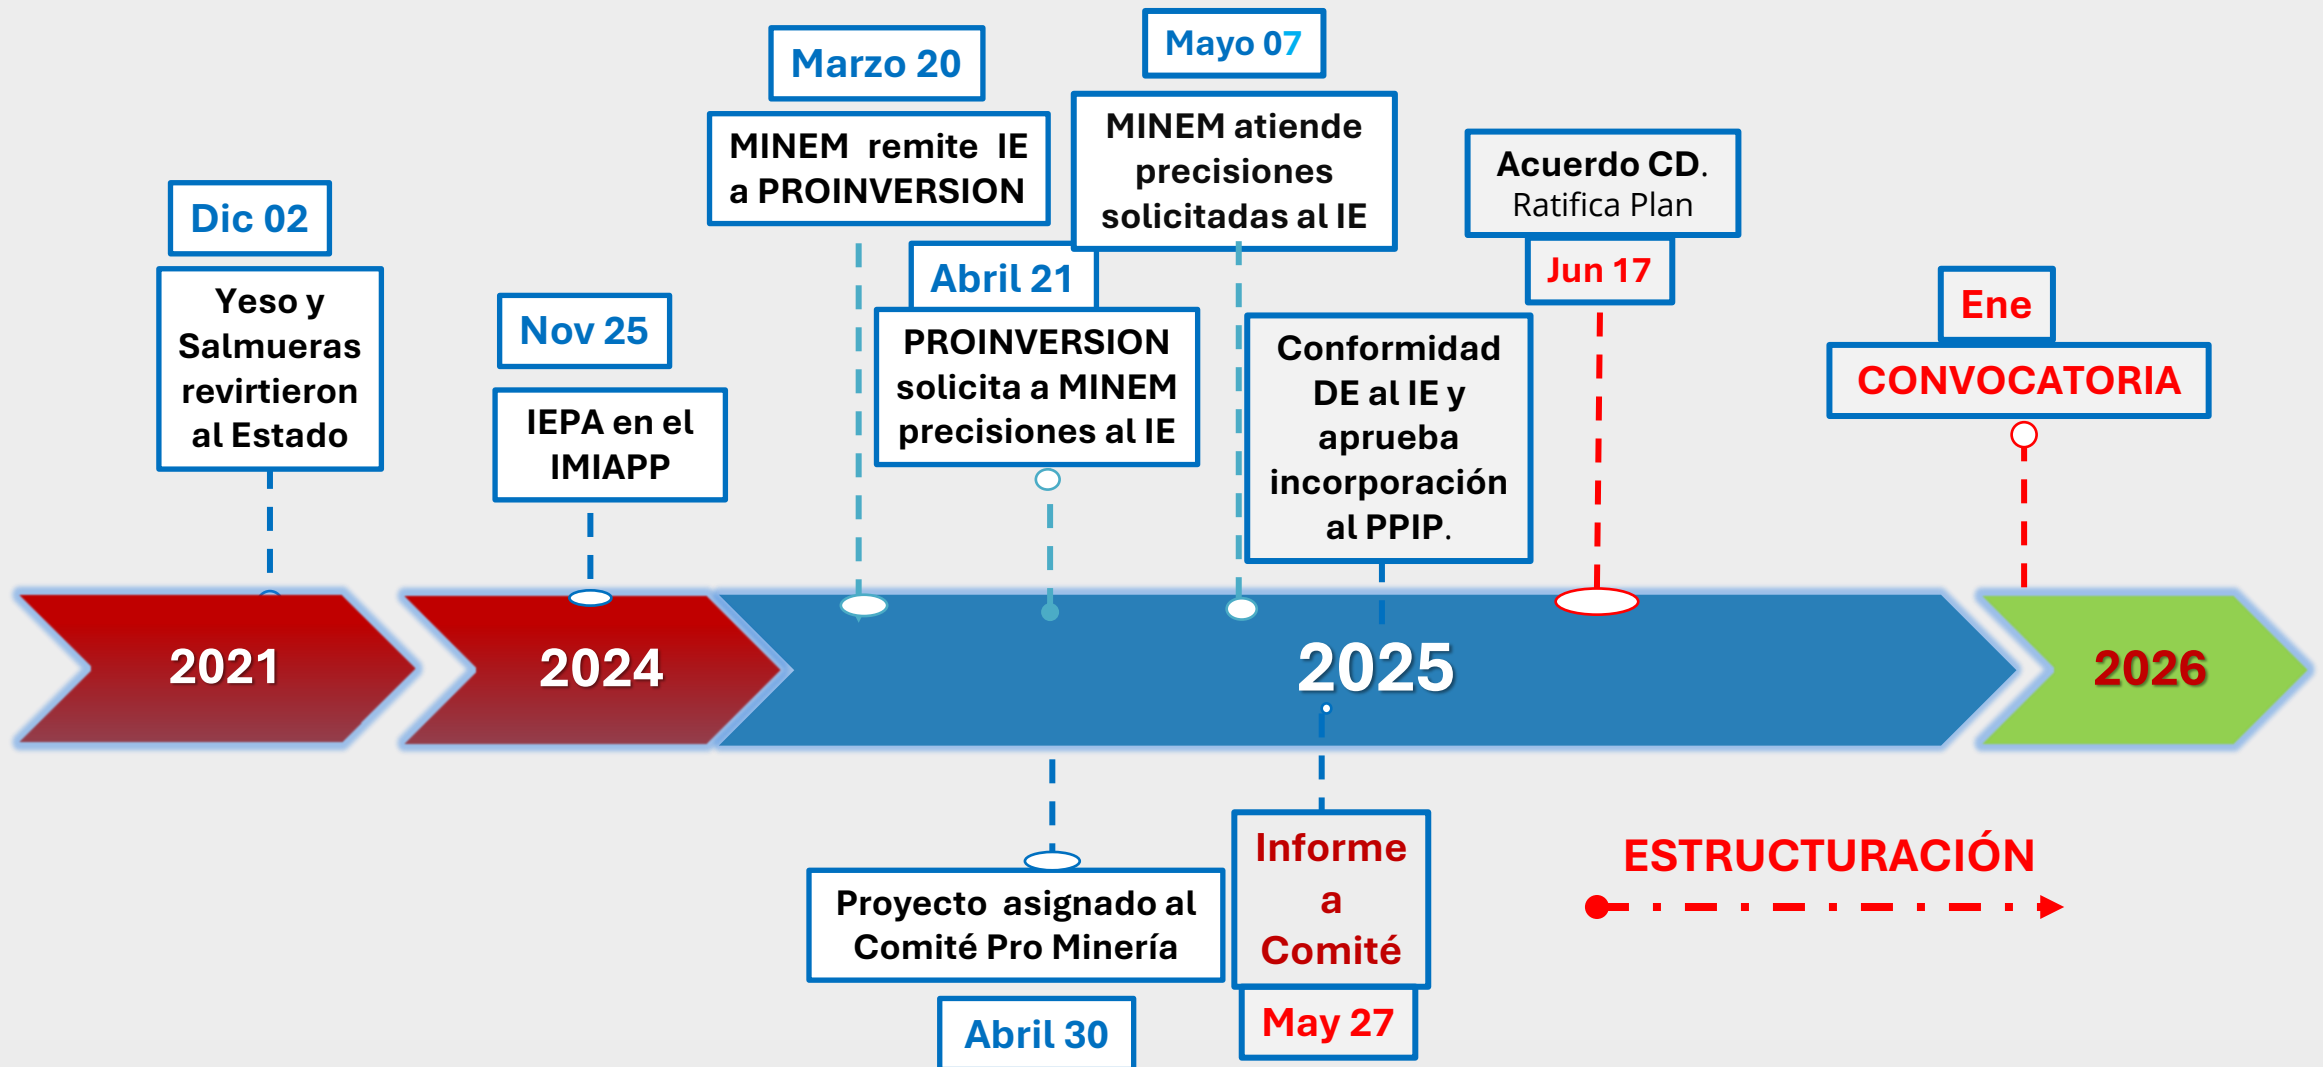 Dic 02
Yeso y
Salmueras
revirtieron
al Estado
Nov 25
IEPA en el
IMIAPP
Marzo 20
MINEM remite IE
a PROINVERSION
Abril 21
PROINVERSION
solicita a MINEM
precisiones al IE
Mayo 07
MINEM atiende
precisiones
solicitadas al IE
Conformidad
DE al IE y
aprueba
incorporación
al PPIP.
Acuerdo CD.
Ratifica Plan
Jun 17
Ene
CONVOCATORIA
2021
2024
2025
2026
Proyecto asignado al
Comité Pro Minería
Abril 30
Informe
a
Comité
May 27
ESTRUCTURACIÓN